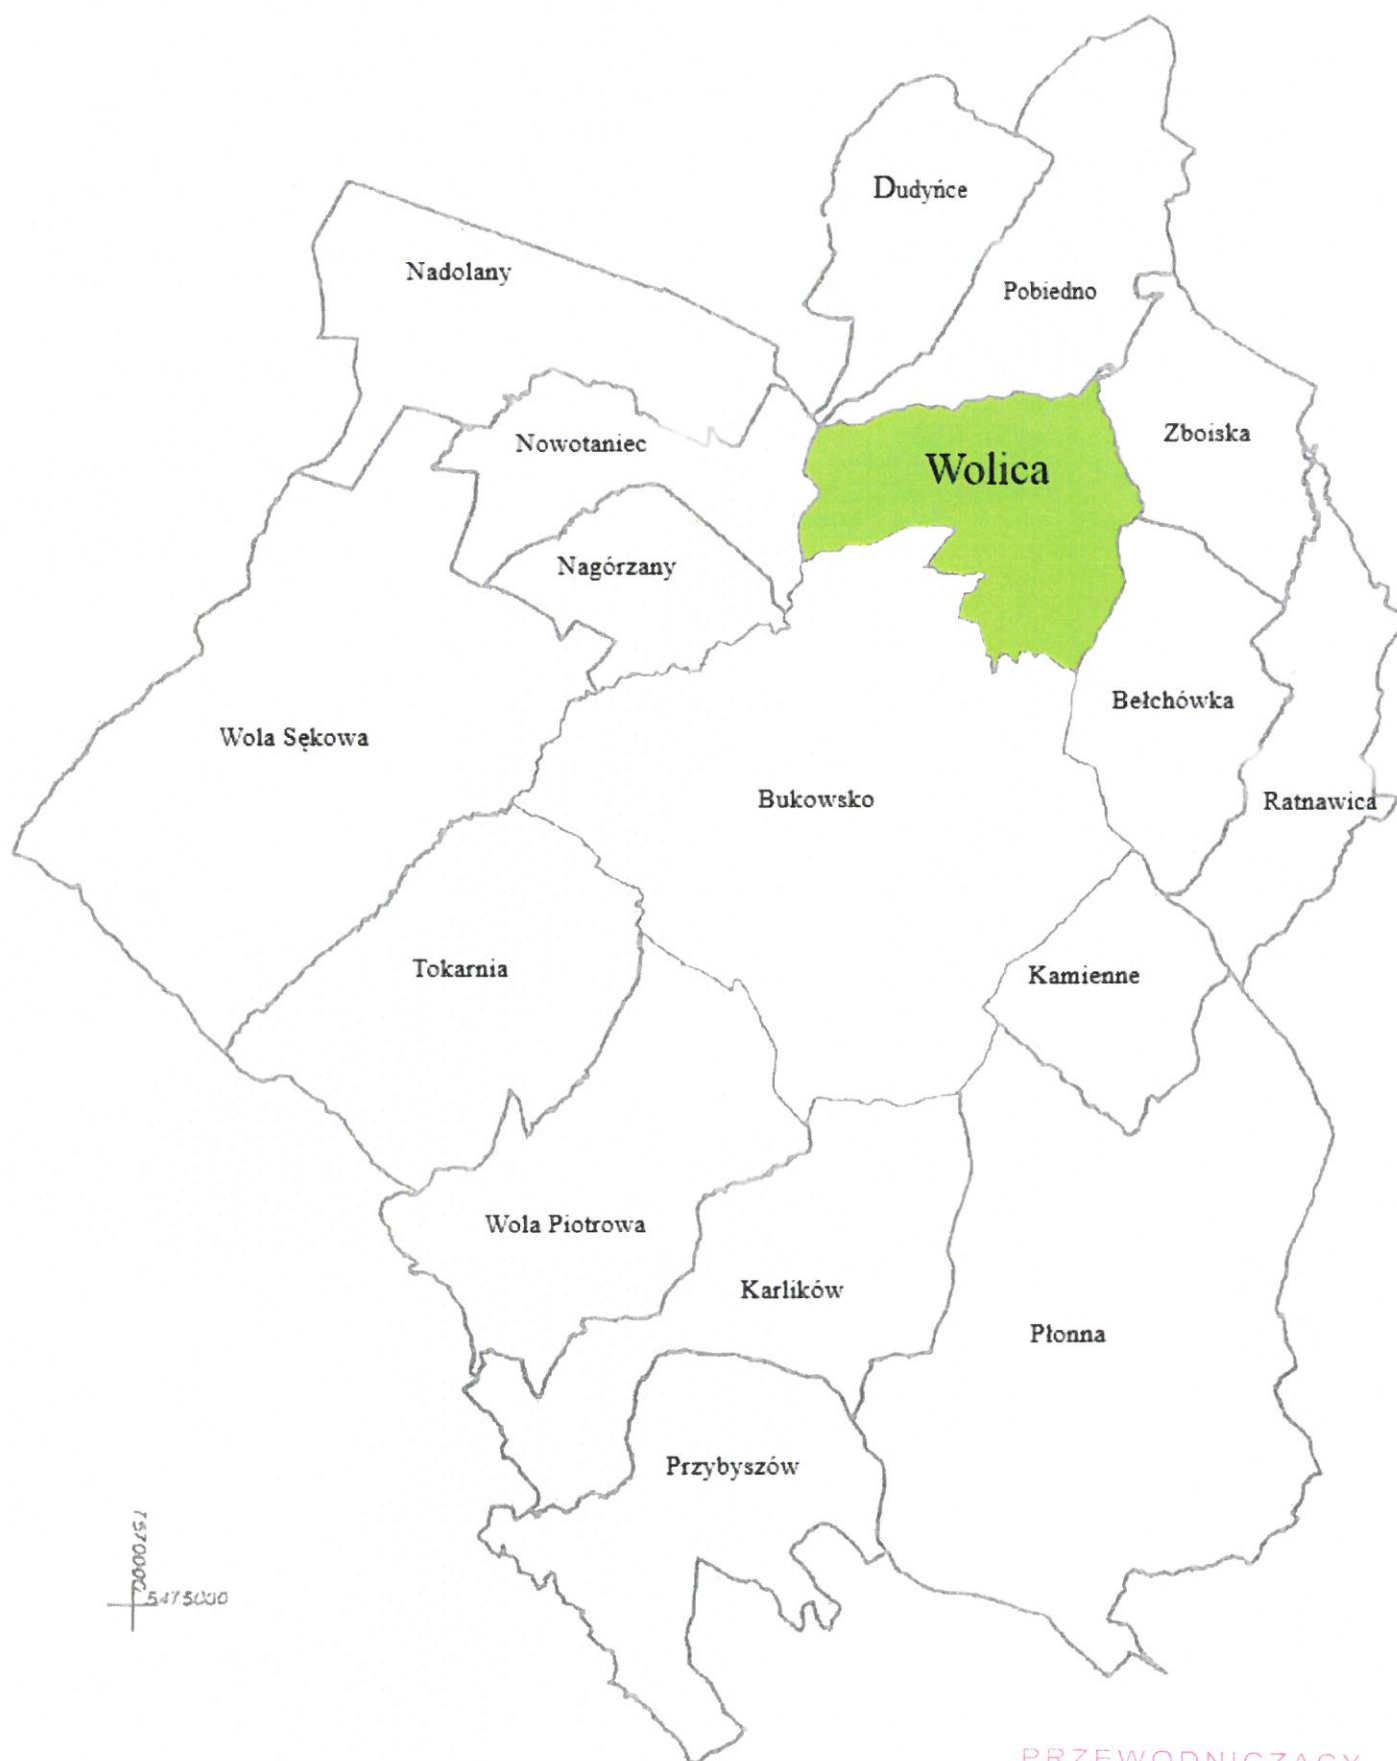 Dudyńce
Nadolany
Pobiedno
Zboiska
Nowotaniec
Wolica
Nagórzany
Bełchówka
Wola Sękowa
Bukowsko
Ratnawica
Tokarnia
Kamienne
Wola Piotrowa
Karlików
Płonna
Przybyszów
7570000
5475000
PRZEWODNICZĄCY